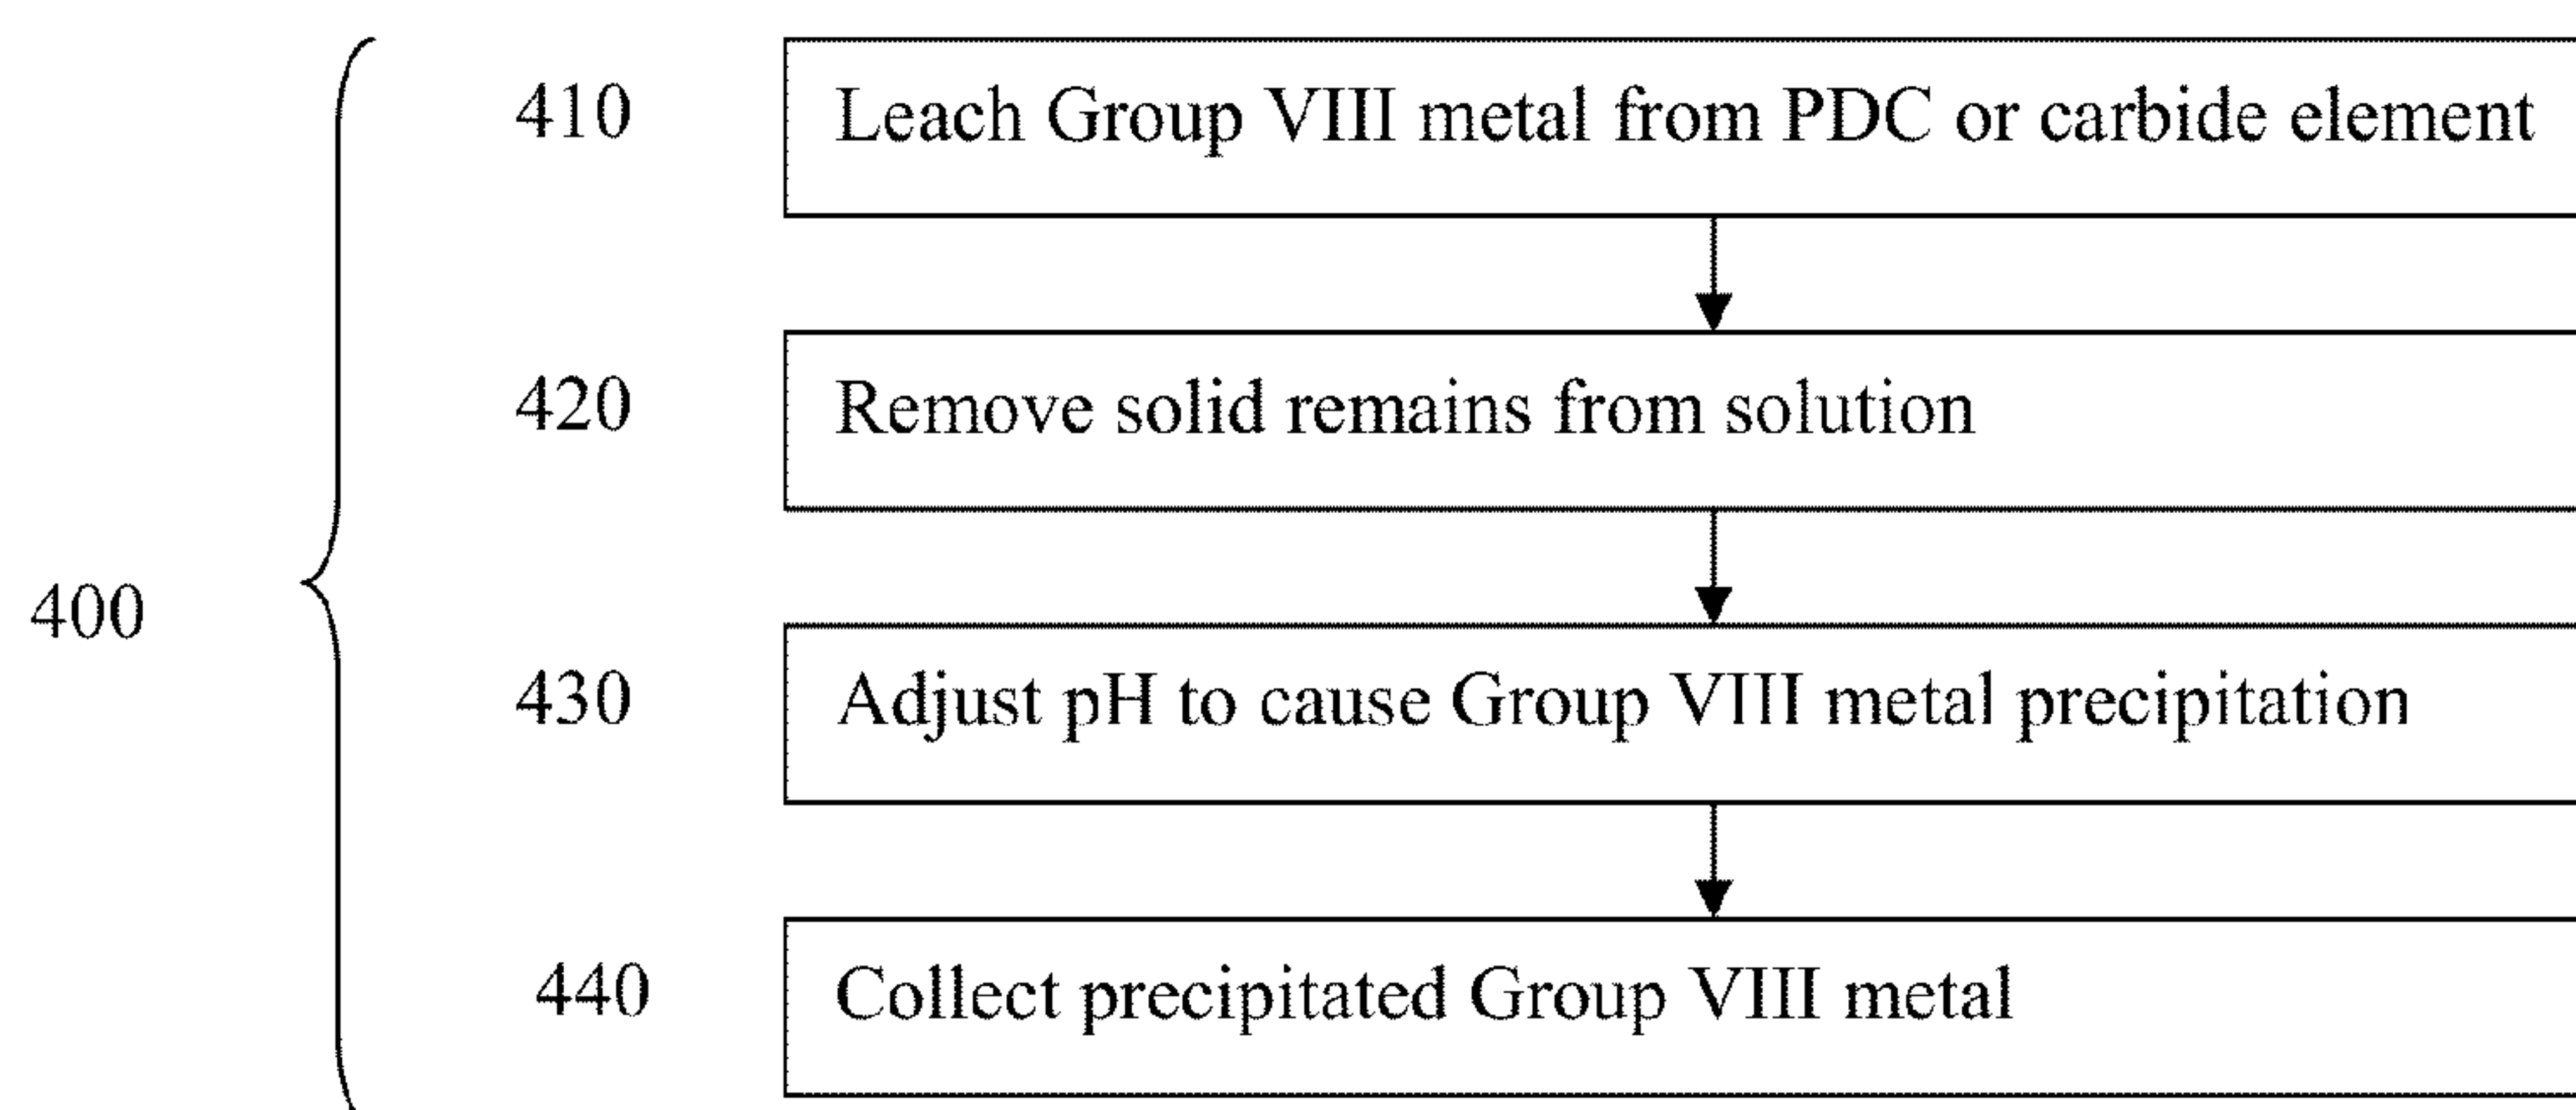 410 Leach Group VIII metal from PDC or carbide element
420 Remove solid remains from solution
400
430 Adjust pH to cause Group VIII metal precipitation
440 Collect precipitated Group VIII metal